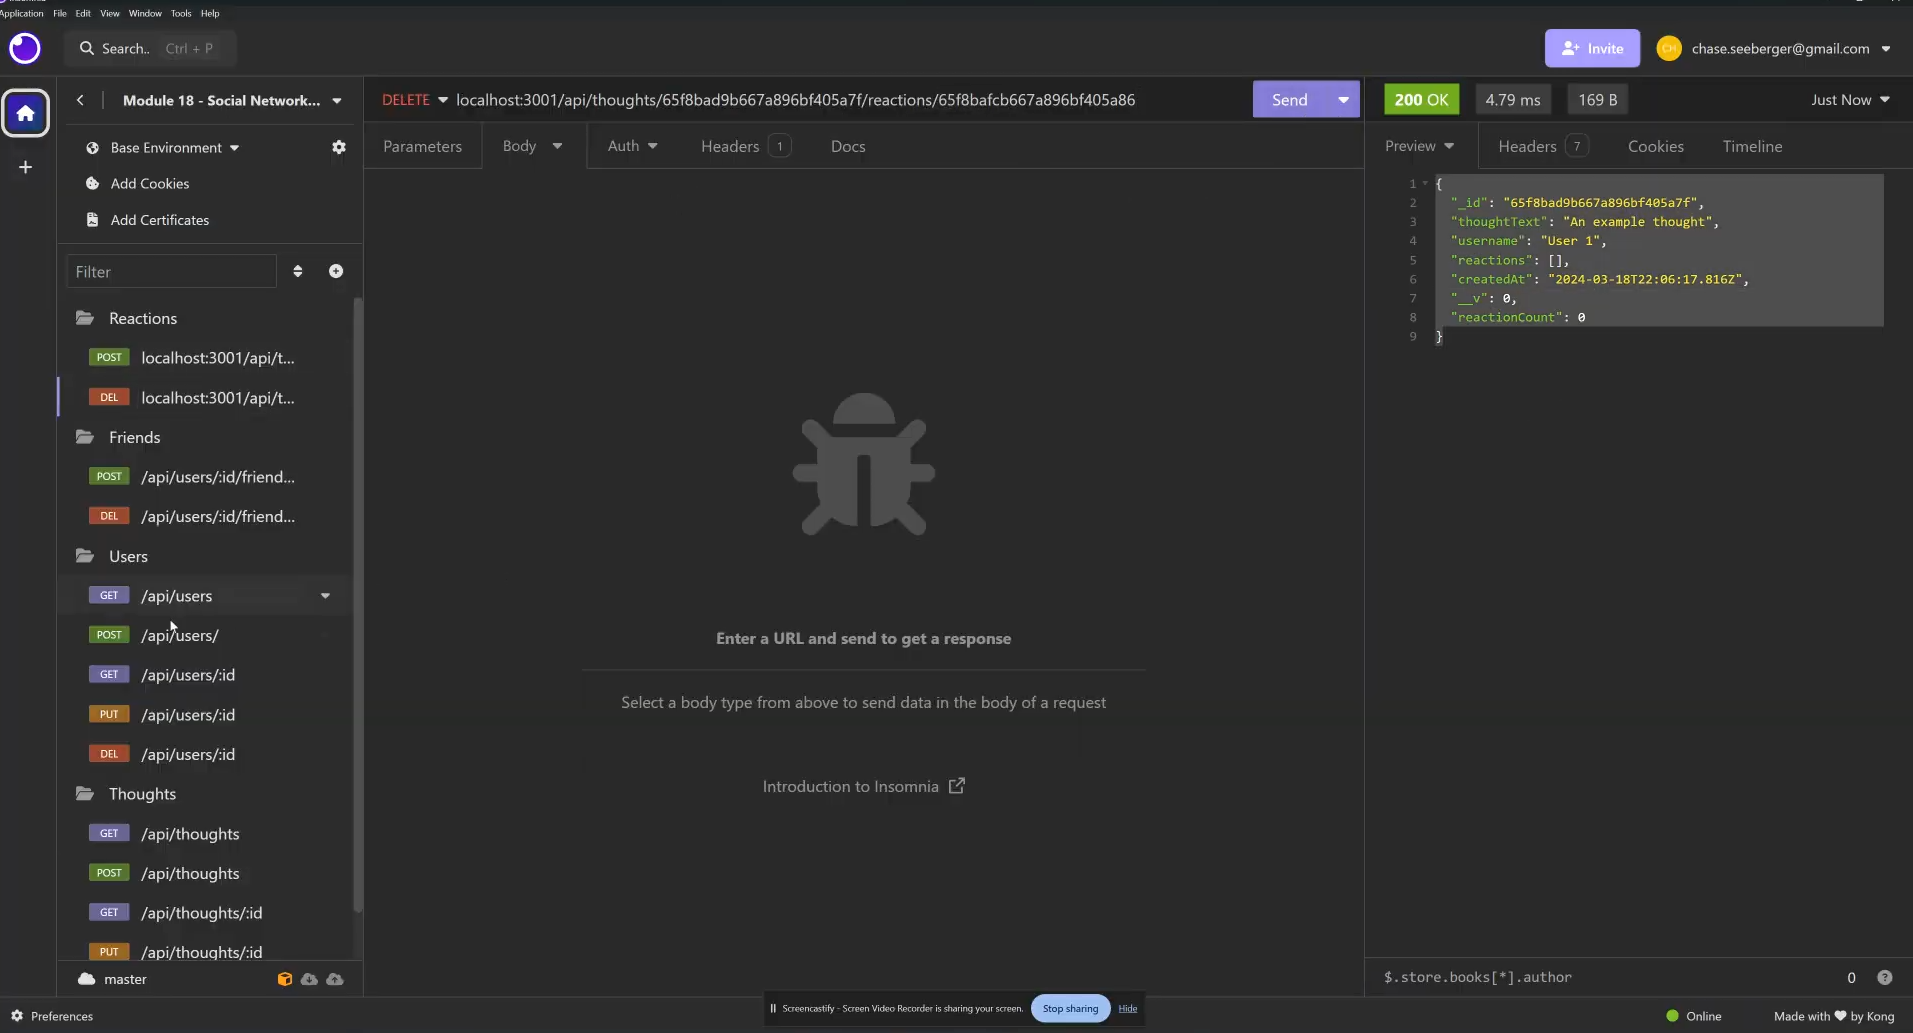 Application File Edit View Window Tools Help
Search.. Ctrl + P
Invite
CH
chase.seeberger@gmail.com
Module 18 - Social Network...
Base Environment
Add Cookies
Add Certificates
Filter
Reactions
POST localhost:3001/api/t...
DEL localhost:3001/api/t...
Friends
POST /api/users/:id/friend...
DEL /api/users/:id/friend...
Users
GET /api/users
POST /api/users/
GET /api/users/:id
PUT /api/users/:id
DEL /api/users/:id
Thoughts
GET /api/thoughts
POST /api/thoughts
GET /api/thoughts/:id
PUT /api/thoughts/:id
master
Preferences
DELETE localhost:3001/api/thoughts/65f8bad9b667a896bf405a7f/reactions/65f8bafcb667a896bf405a86
Send
Parameters Body Auth Headers 1 Docs
Enter a URL and send to get a response
Select a body type from above to send data in the body of a request
Introduction to Insomnia
200 OK 4.79 ms 169 B Just Now
Preview Headers 7 Cookies Timeline
1 {
2 "_id": "65f8bad9b667a896bf405a7f",
3 "thoughtText": "An example thought",
4 "username": "User 1",
5 "reactions": [],
6 "createdAt": "2024-03-18T22:06:17.816Z",
7 "__v": 0,
8 "reactionCount": 0
9 }
$.store.books[*].author 0
Screencastify - Screen Video Recorder is sharing your screen. Stop sharing Hide
Online Made with ❤ by Kong